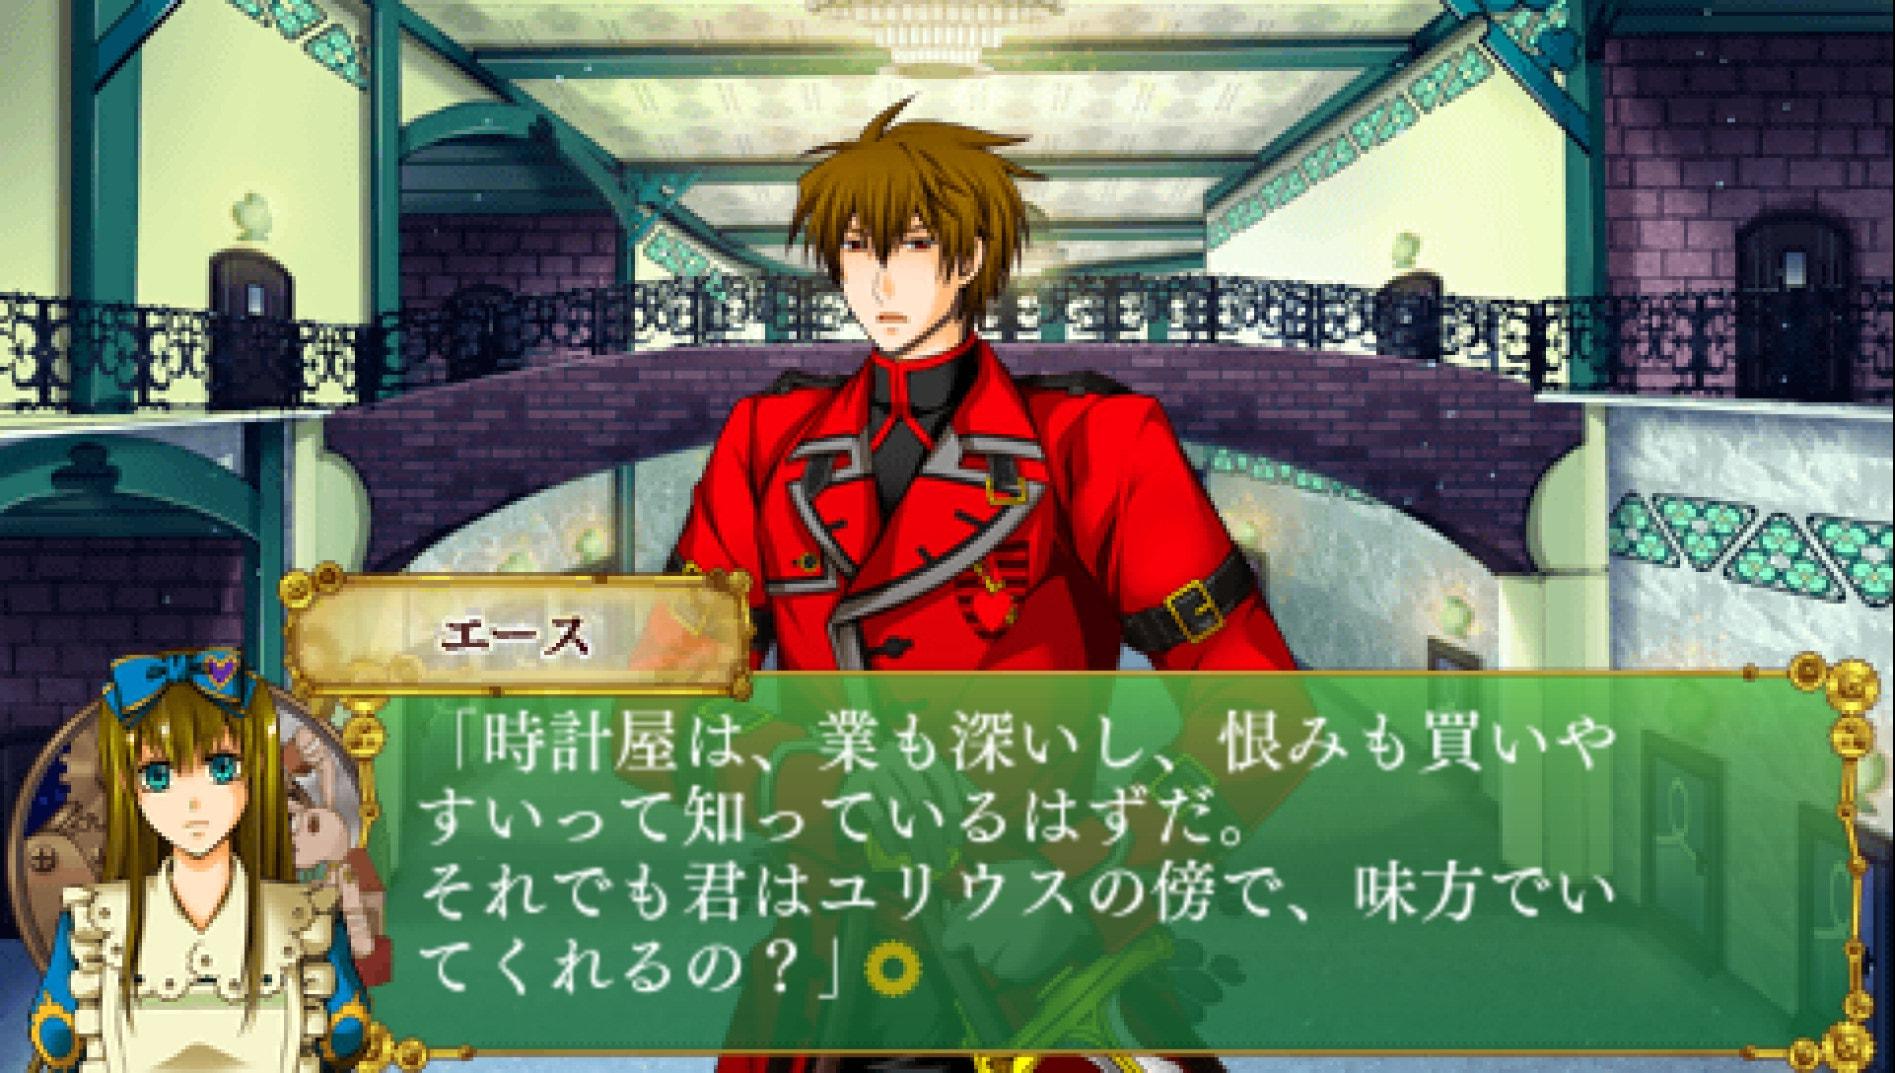 エース
「時計屋は、業も深いし、恨みも買いや
すいって知っているはずだ。
それでも君はユリウスの傍で、味方でい
てくれるの？」